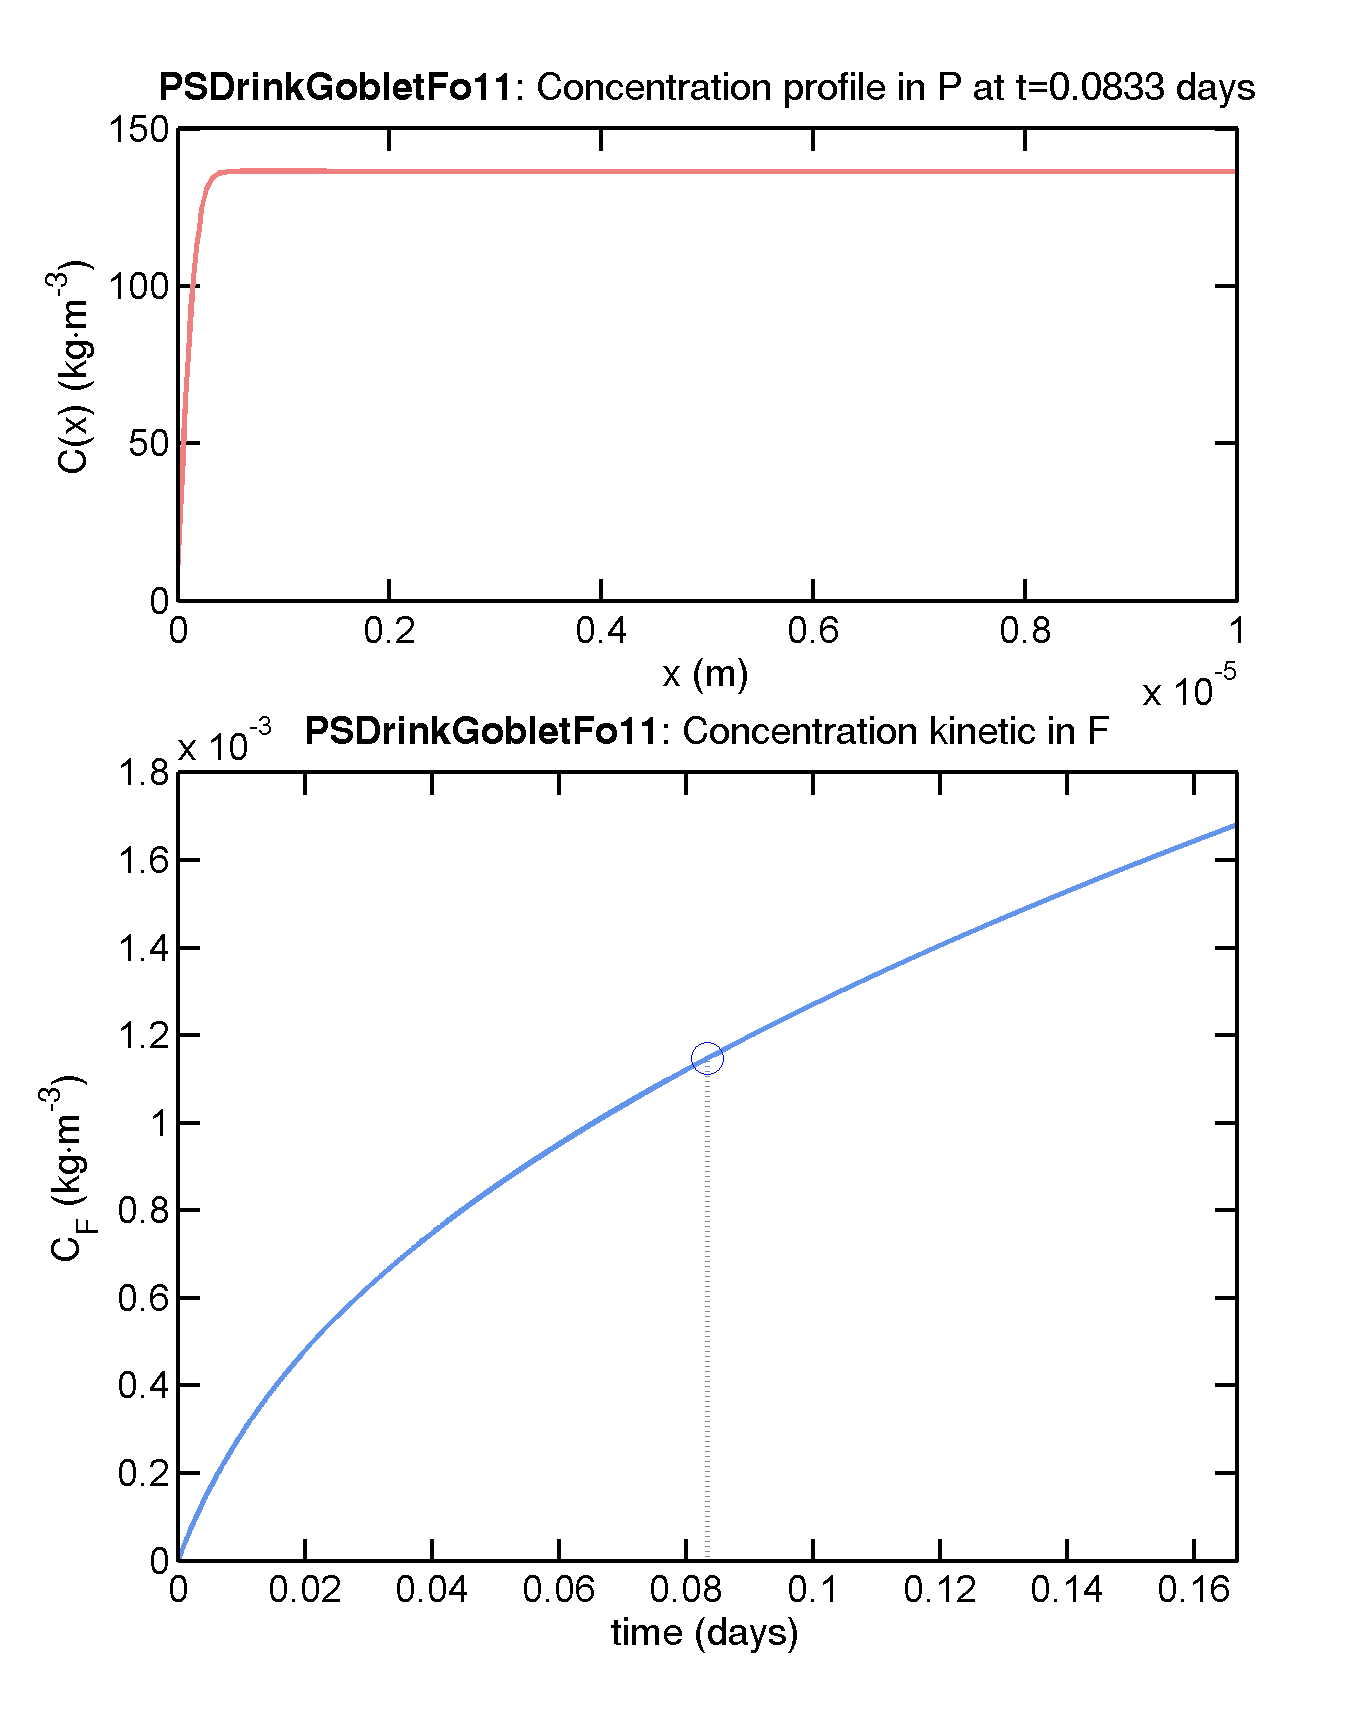 PSDrinkGobletFo11: Concentration profile in P at t=0.0833 days
150
100
50
0
C(x) (kg·m-3)
0 0.2 0.4 0.6 0.8 1
x (m)
x 10-5
PSDrinkGobletFo11: Concentration kinetic in F
x 10-3
1.8
1.6
1.4
1.2
1
0.8
0.6
0.4
0.2
0
CF (kg·m-3)
0 0.02 0.04 0.06 0.08 0.1 0.12 0.14 0.16
time (days)